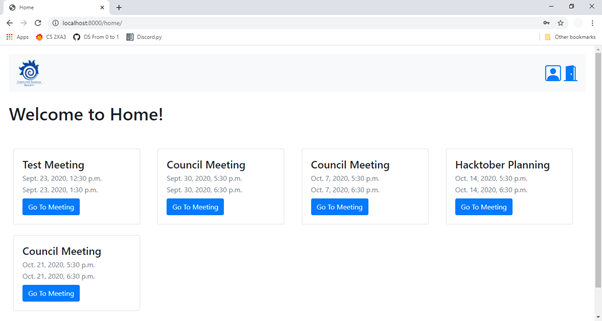 Home
localhost:8000/home/
Apps
CS 2XA3
OS From 0 to 1
Discord.py
Other bookmarks
Welcome to Home!
Test Meeting
Sept. 23, 2020, 12:30 p.m.
Sept. 23, 2020, 1:30 p.m.
Go To Meeting
Council Meeting
Sept. 30, 2020, 5:30 p.m.
Sept. 30, 2020, 6:30 p.m.
Go To Meeting
Council Meeting
Oct. 7, 2020, 5:30 p.m.
Oct. 7, 2020, 6:30 p.m.
Go To Meeting
Hacktober Planning
Oct. 14, 2020, 5:30 p.m.
Oct. 14, 2020, 6:30 p.m.
Go To Meeting
Council Meeting
Oct. 21, 2020, 5:30 p.m.
Oct. 21, 2020, 6:30 p.m.
Go To Meeting